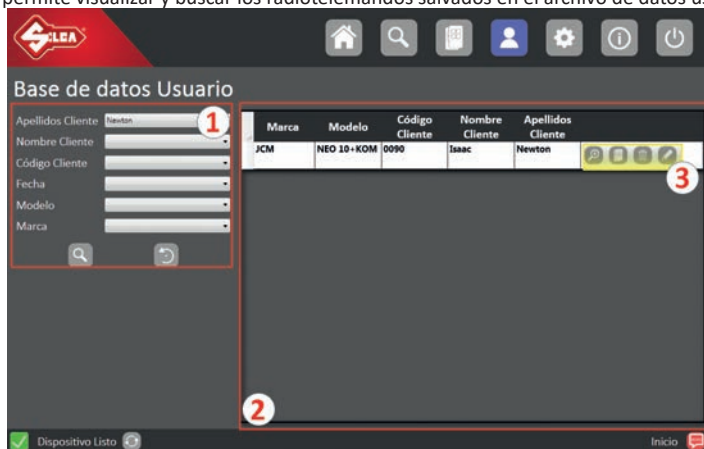 permite visualizar y buscar los radiotelemandos salvados en el archivo de datos
SILCA
Base de datos Usuario
Apellidos Cliente Newton
Nombre Cliente
Código Cliente
Fecha
Modelo
Marca
1
Marca Modelo Código Cliente Nombre Cliente Apellidos Cliente
JCM NEO 10+KOM 0090 Isaac Newton
3
2
Dispositivo Listo
Inicio